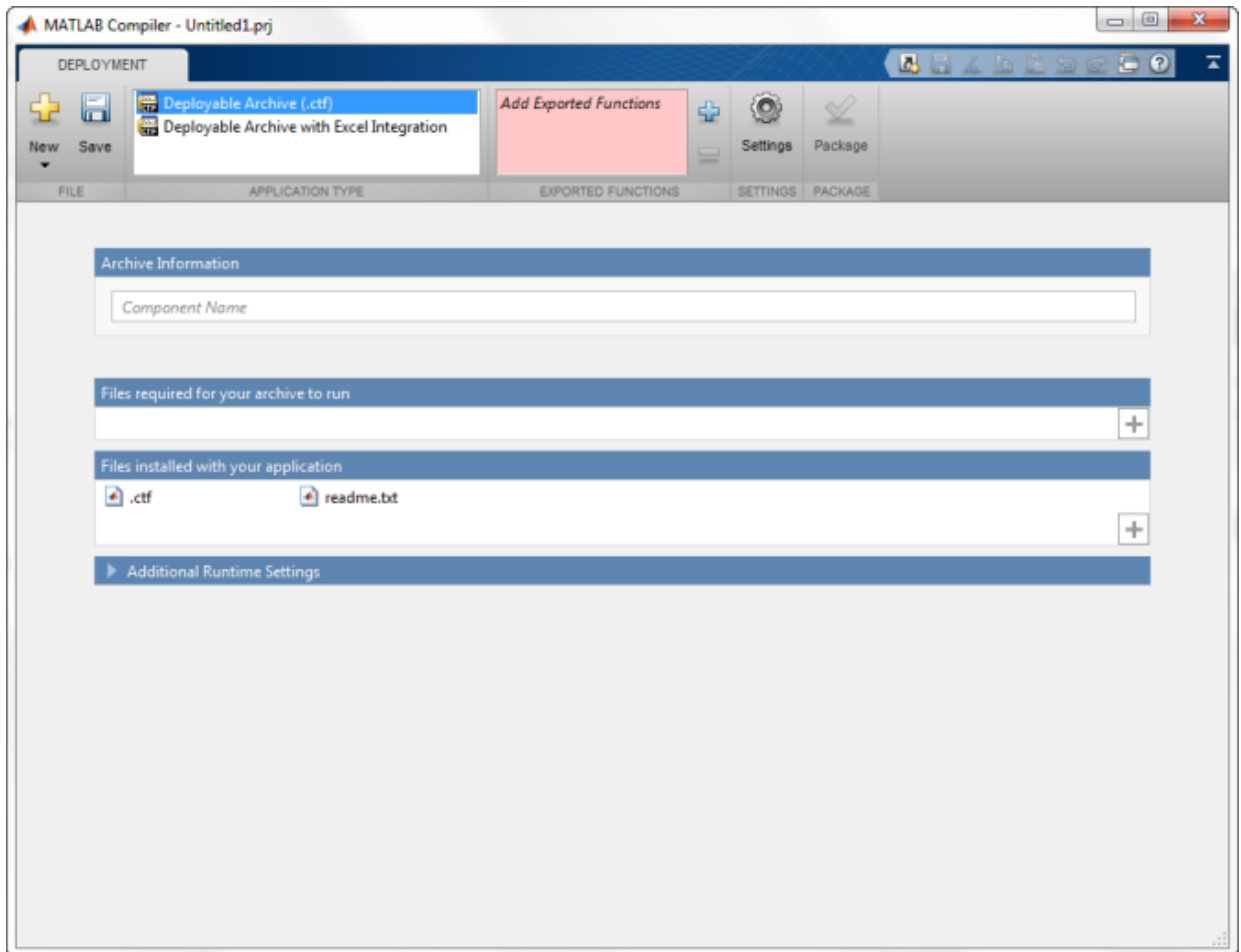 MATLAB Compiler - Untitled1.prj
DEPLOYMENT
New
Save
Deployable Archive (.ctf)
Deployable Archive with Excel Integration
Add Exported Functions
Settings
Package
FILE
APPLICATION TYPE
EXPORTED FUNCTIONS
SETTINGS
PACKAGE
Archive Information
Component Name
Files required for your archive to run
Files installed with your application
.ctf
readme.txt
Additional Runtime Settings